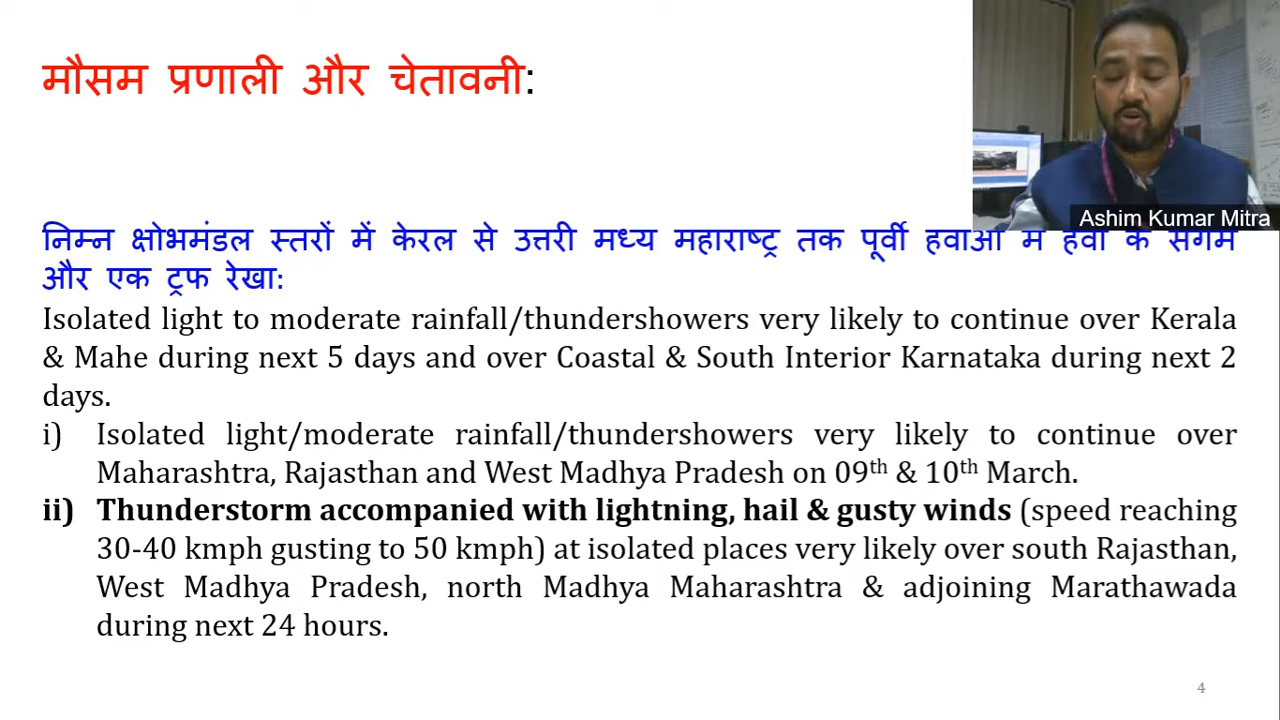 मौसम प्रणाली और चेतावनी:
Ashim Kumar Mitra
निम्न क्षोभमंडल स्तरों में केरल से उत्तरी मध्य महाराष्ट्र तक पूर्वी
और एक ट्रफ रेखा:
Isolated light to moderate rainfall/thundershowers very likely to continue over Kerala
& Mahe during next 5 days and over Coastal & South Interior Karnataka during next 2
days.
i) Isolated light/moderate rainfall/thundershowers very likely to continue over
Maharashtra, Rajasthan and West Madhya Pradesh on 09th & 10th March.
ii) Thunderstorm accompanied with lightning, hail & gusty winds (speed reaching
30-40 kmph gusting to 50 kmph) at isolated places very likely over south Rajasthan,
West Madhya Pradesh, north Madhya Maharashtra & adjoining Marathawada
during next 24 hours.
4